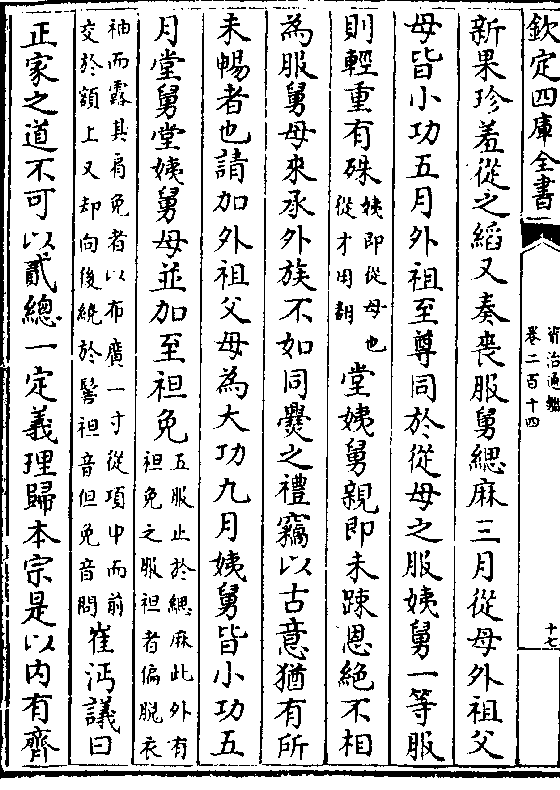 欽定四庫全書
資治通鑑
卷二百十四
十七
新果珍羞從之縚又奏喪服舅緦麻三月從母外祖父
母皆小功五月外祖至尊同於從母之服姨舅一等服
則輕重有殊
姨即從母也
從才用翻
堂姨舅親即未疎恩絶不相
為服舅母來承外族不如同爨之禮竊以古意猶有所
未暢者也請加外祖父母為大功九月姨舅皆小功五
月堂舅堂姨舅母並加至袒免
五服止於緦麻此外有
袒免之服袒者偏脱衣
袖而露其肩免者以布廣一寸從項中而前
交於額上又却向後繞於髻袒音但免音問
崔沔議曰
正家之道不可以貳總一定義理歸本宗是以内有齊